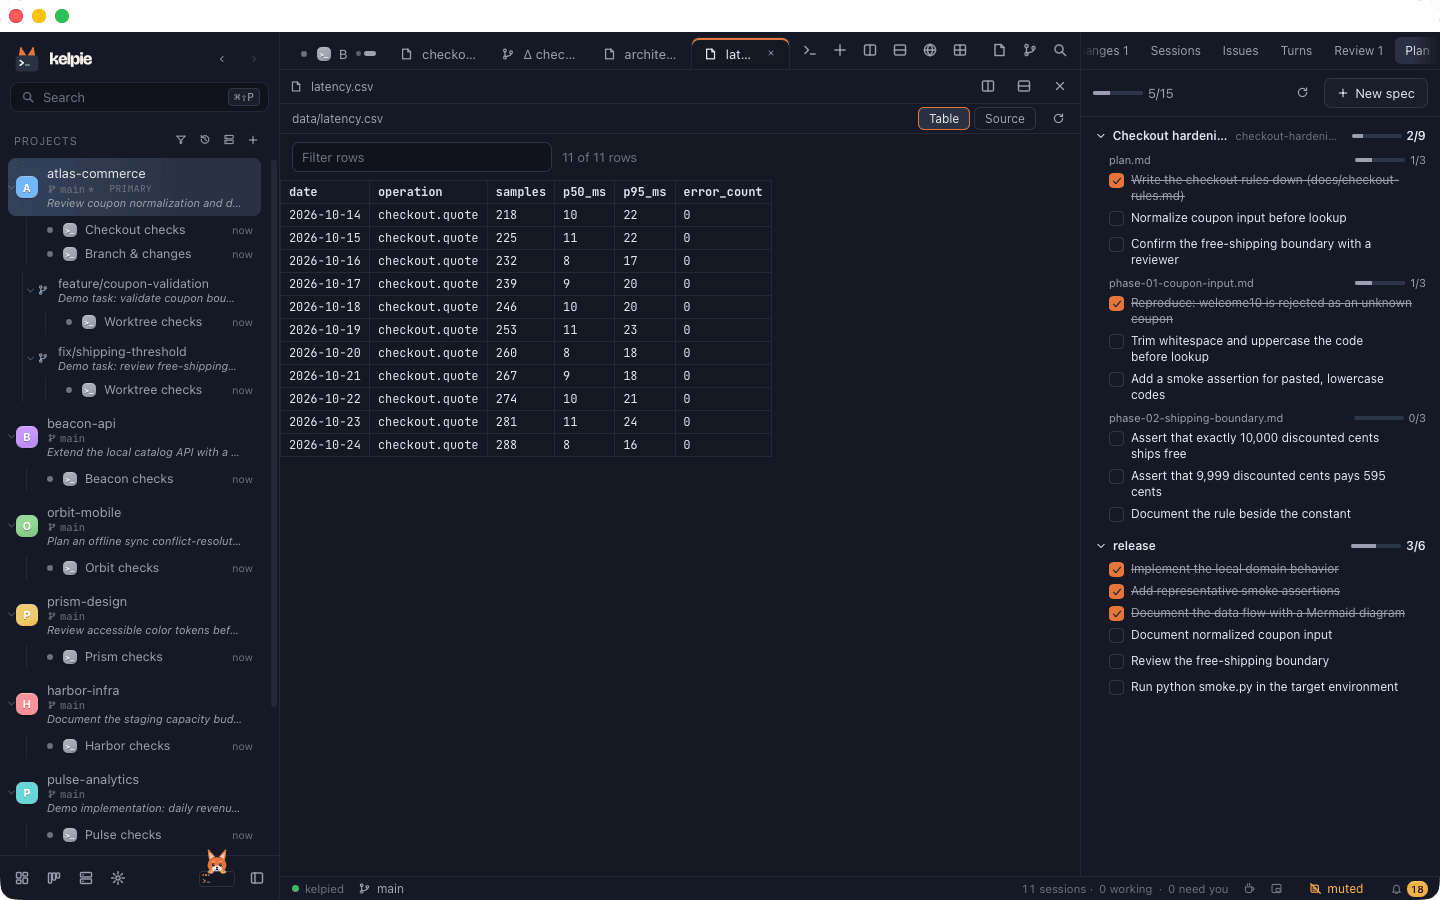 kelpie
Search
⌘⇧P
PROJECTS
A
atlas-commerce
main* PRIMARY
Review coupon normalization and d...
Checkout checks now
Branch & changes now
feature/coupon-validation
Demo task: validate coupon bou...
Worktree checks now
fix/shipping-threshold
Demo task: review free-shipping...
Worktree checks now
B
beacon-api
main
Extend the local catalog API with a ...
Beacon checks now
O
orbit-mobile
main
Plan an offline sync conflict-resolut...
Orbit checks now
P
prism-design
main
Review accessible color tokens bef...
Prism checks now
H
harbor-infra
main
Document the staging capacity bud...
Harbor checks now
P
pulse-analytics
main
Demo implementation: daily revenu...
Pulse checks now
B
checko...
Δ chec...
archite...
lat... ×
latency.csv
data/latency.csv
Table
Source
Filter rows
11 of 11 rows
date operation samples p50_ms p95_ms error_count
2026-10-14 checkout.quote 218 10 22 0
2026-10-15 checkout.quote 225 11 22 0
2026-10-16 checkout.quote 232 8 17 0
2026-10-17 checkout.quote 239 9 20 0
2026-10-18 checkout.quote 246 10 20 0
2026-10-19 checkout.quote 253 11 23 0
2026-10-20 checkout.quote 260 8 18 0
2026-10-21 checkout.quote 267 9 18 0
2026-10-22 checkout.quote 274 10 21 0
2026-10-23 checkout.quote 281 11 24 0
2026-10-24 checkout.quote 288 8 16 0
anges 1 Sessions Issues Turns Review 1 Plan
5/15
+ New spec
Checkout hardeni... checkout-hardeni... 2/9
plan.md 1/3
Write the checkout rules down (docs/checkout-
rules.md)
Normalize coupon input before lookup
Confirm the free-shipping boundary with a
reviewer
phase-01-coupon-input.md 1/3
Reproduce: welcome10 is rejected as an unknown
coupon
Trim whitespace and uppercase the code
before lookup
Add a smoke assertion for pasted, lowercase
codes
phase-02-shipping-boundary.md 0/3
Assert that exactly 10,000 discounted cents
ships free
Assert that 9,999 discounted cents pays 595
cents
Document the rule beside the constant
release 3/6
Implement the local domain behavior
Add representative smoke assertions
Document the data flow with a Mermaid diagram
Document normalized coupon input
Review the free-shipping boundary
Run python smoke.py in the target environment
kelpied
main
11 sessions · 0 working · 0 need you
muted
18